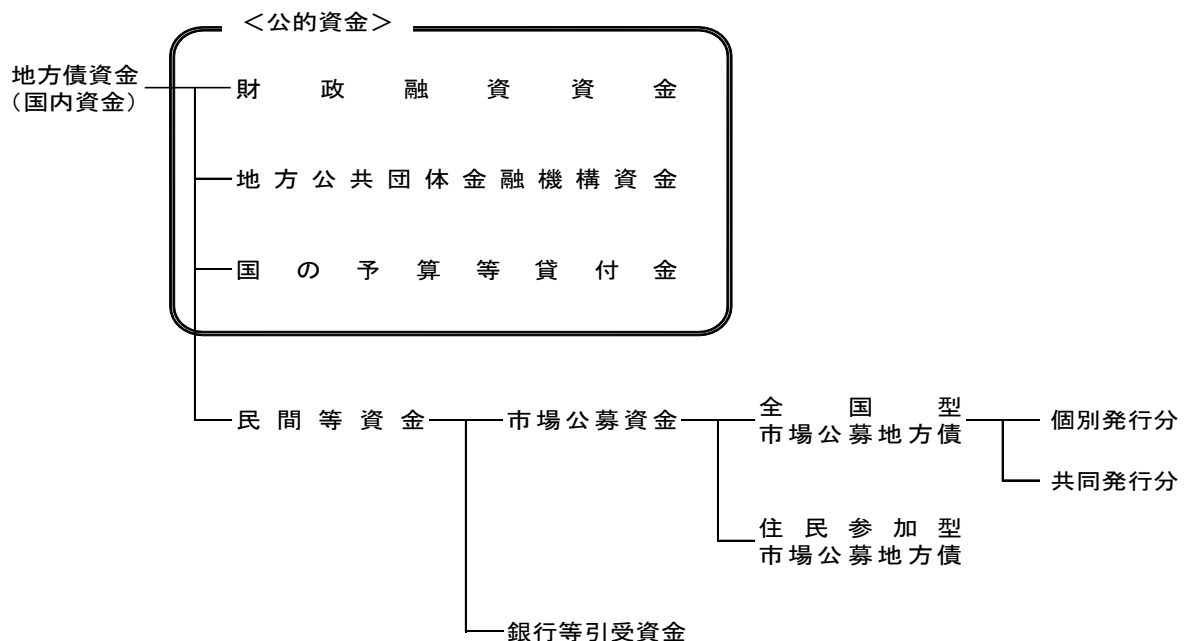 ＜公的資金＞
地方債資金
（国内資金）
財政融資資金
地方公共団体金融機構資金
国の予算等貸付金
民間等資金
市場公募資金
全国型
市場公募地方債
個別発行分
共同発行分
住民参加型
市場公募地方債
銀行等引受資金